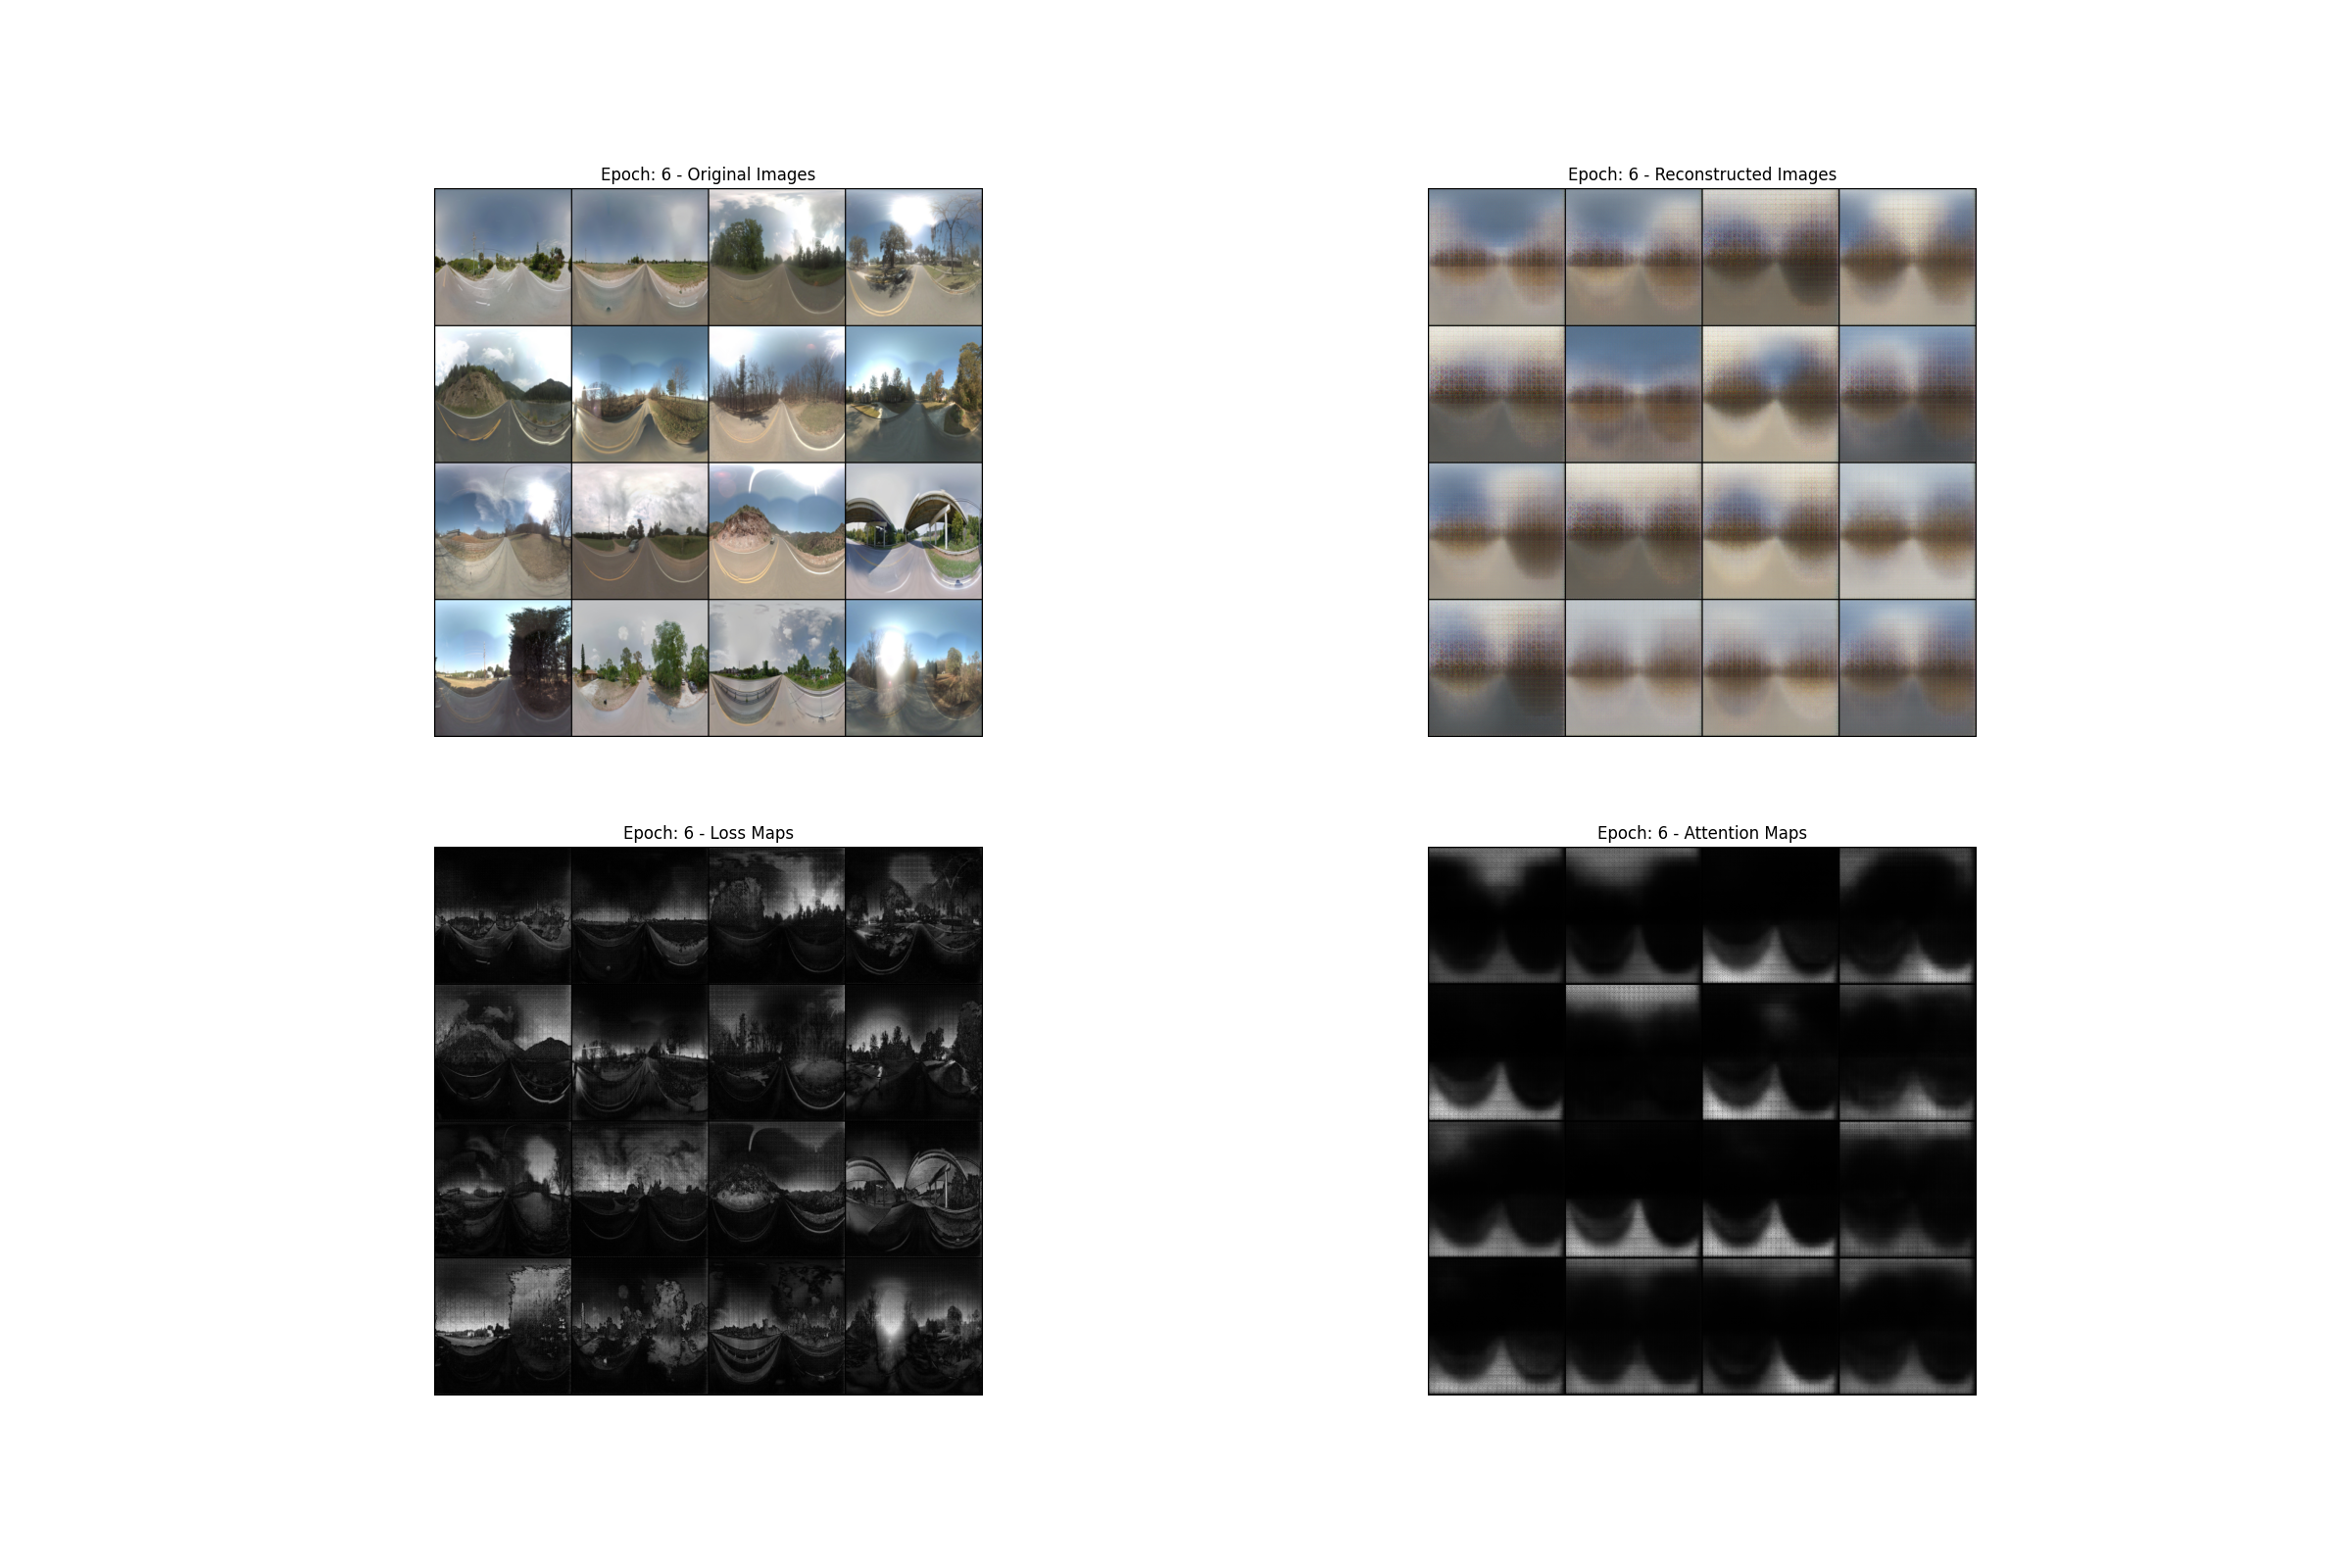 Epoch: 6 - Original Images
Epoch: 6 - Reconstructed Images
Epoch: 6 - Loss Maps
Epoch: 6 - Attention Maps